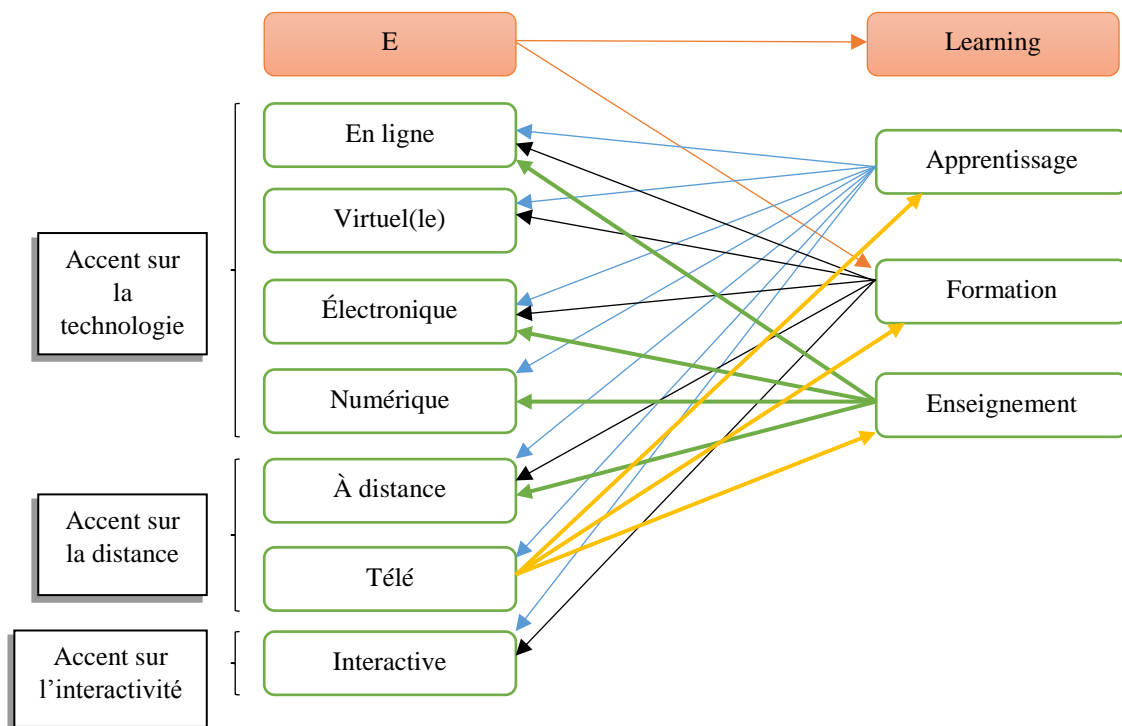 E
Learning
En ligne
Apprentissage
Virtuel(le)
Accent sur
la
technologie
Électronique
Formation
Numérique
Enseignement
À distance
Accent sur
la distance
Télé
Interactive
Accent sur
l’interactivité